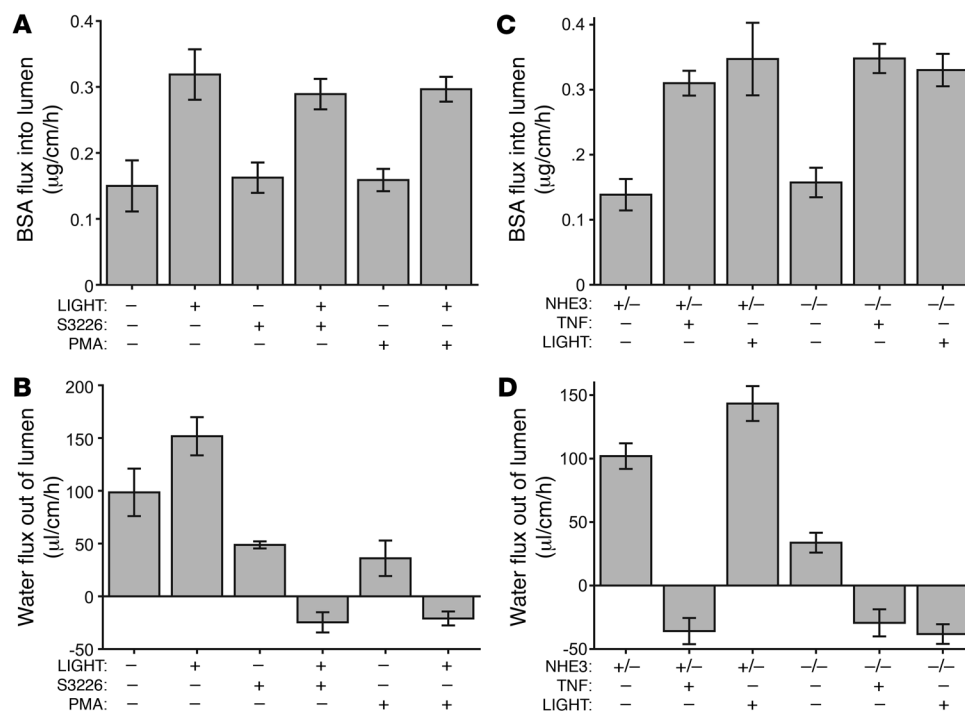 A
BSA flux into lumen
(µg/cm/h)
0.4
0.3
0.2
0.1
0
LIGHT: – + – + – +
S3226: – – + + – –
PMA: – – – – + +
B
Water flux out of lumen
(µl/cm/h)
200
150
100
50
0
-50
LIGHT: – + – + – +
S3226: – – + + – –
PMA: – – – – + +
C
BSA flux into lumen
(µg/cm/h)
0.4
0.3
0.2
0.1
0
NHE3: +/– +/– +/– –/– –/– –/–
TNF: – + – – + –
LIGHT: – – + – – +
D
Water flux out of lumen
(µl/cm/h)
150
100
50
0
-50
NHE3: +/– +/– +/– –/– –/– –/–
TNF: – + – – + –
LIGHT: – – + – – +